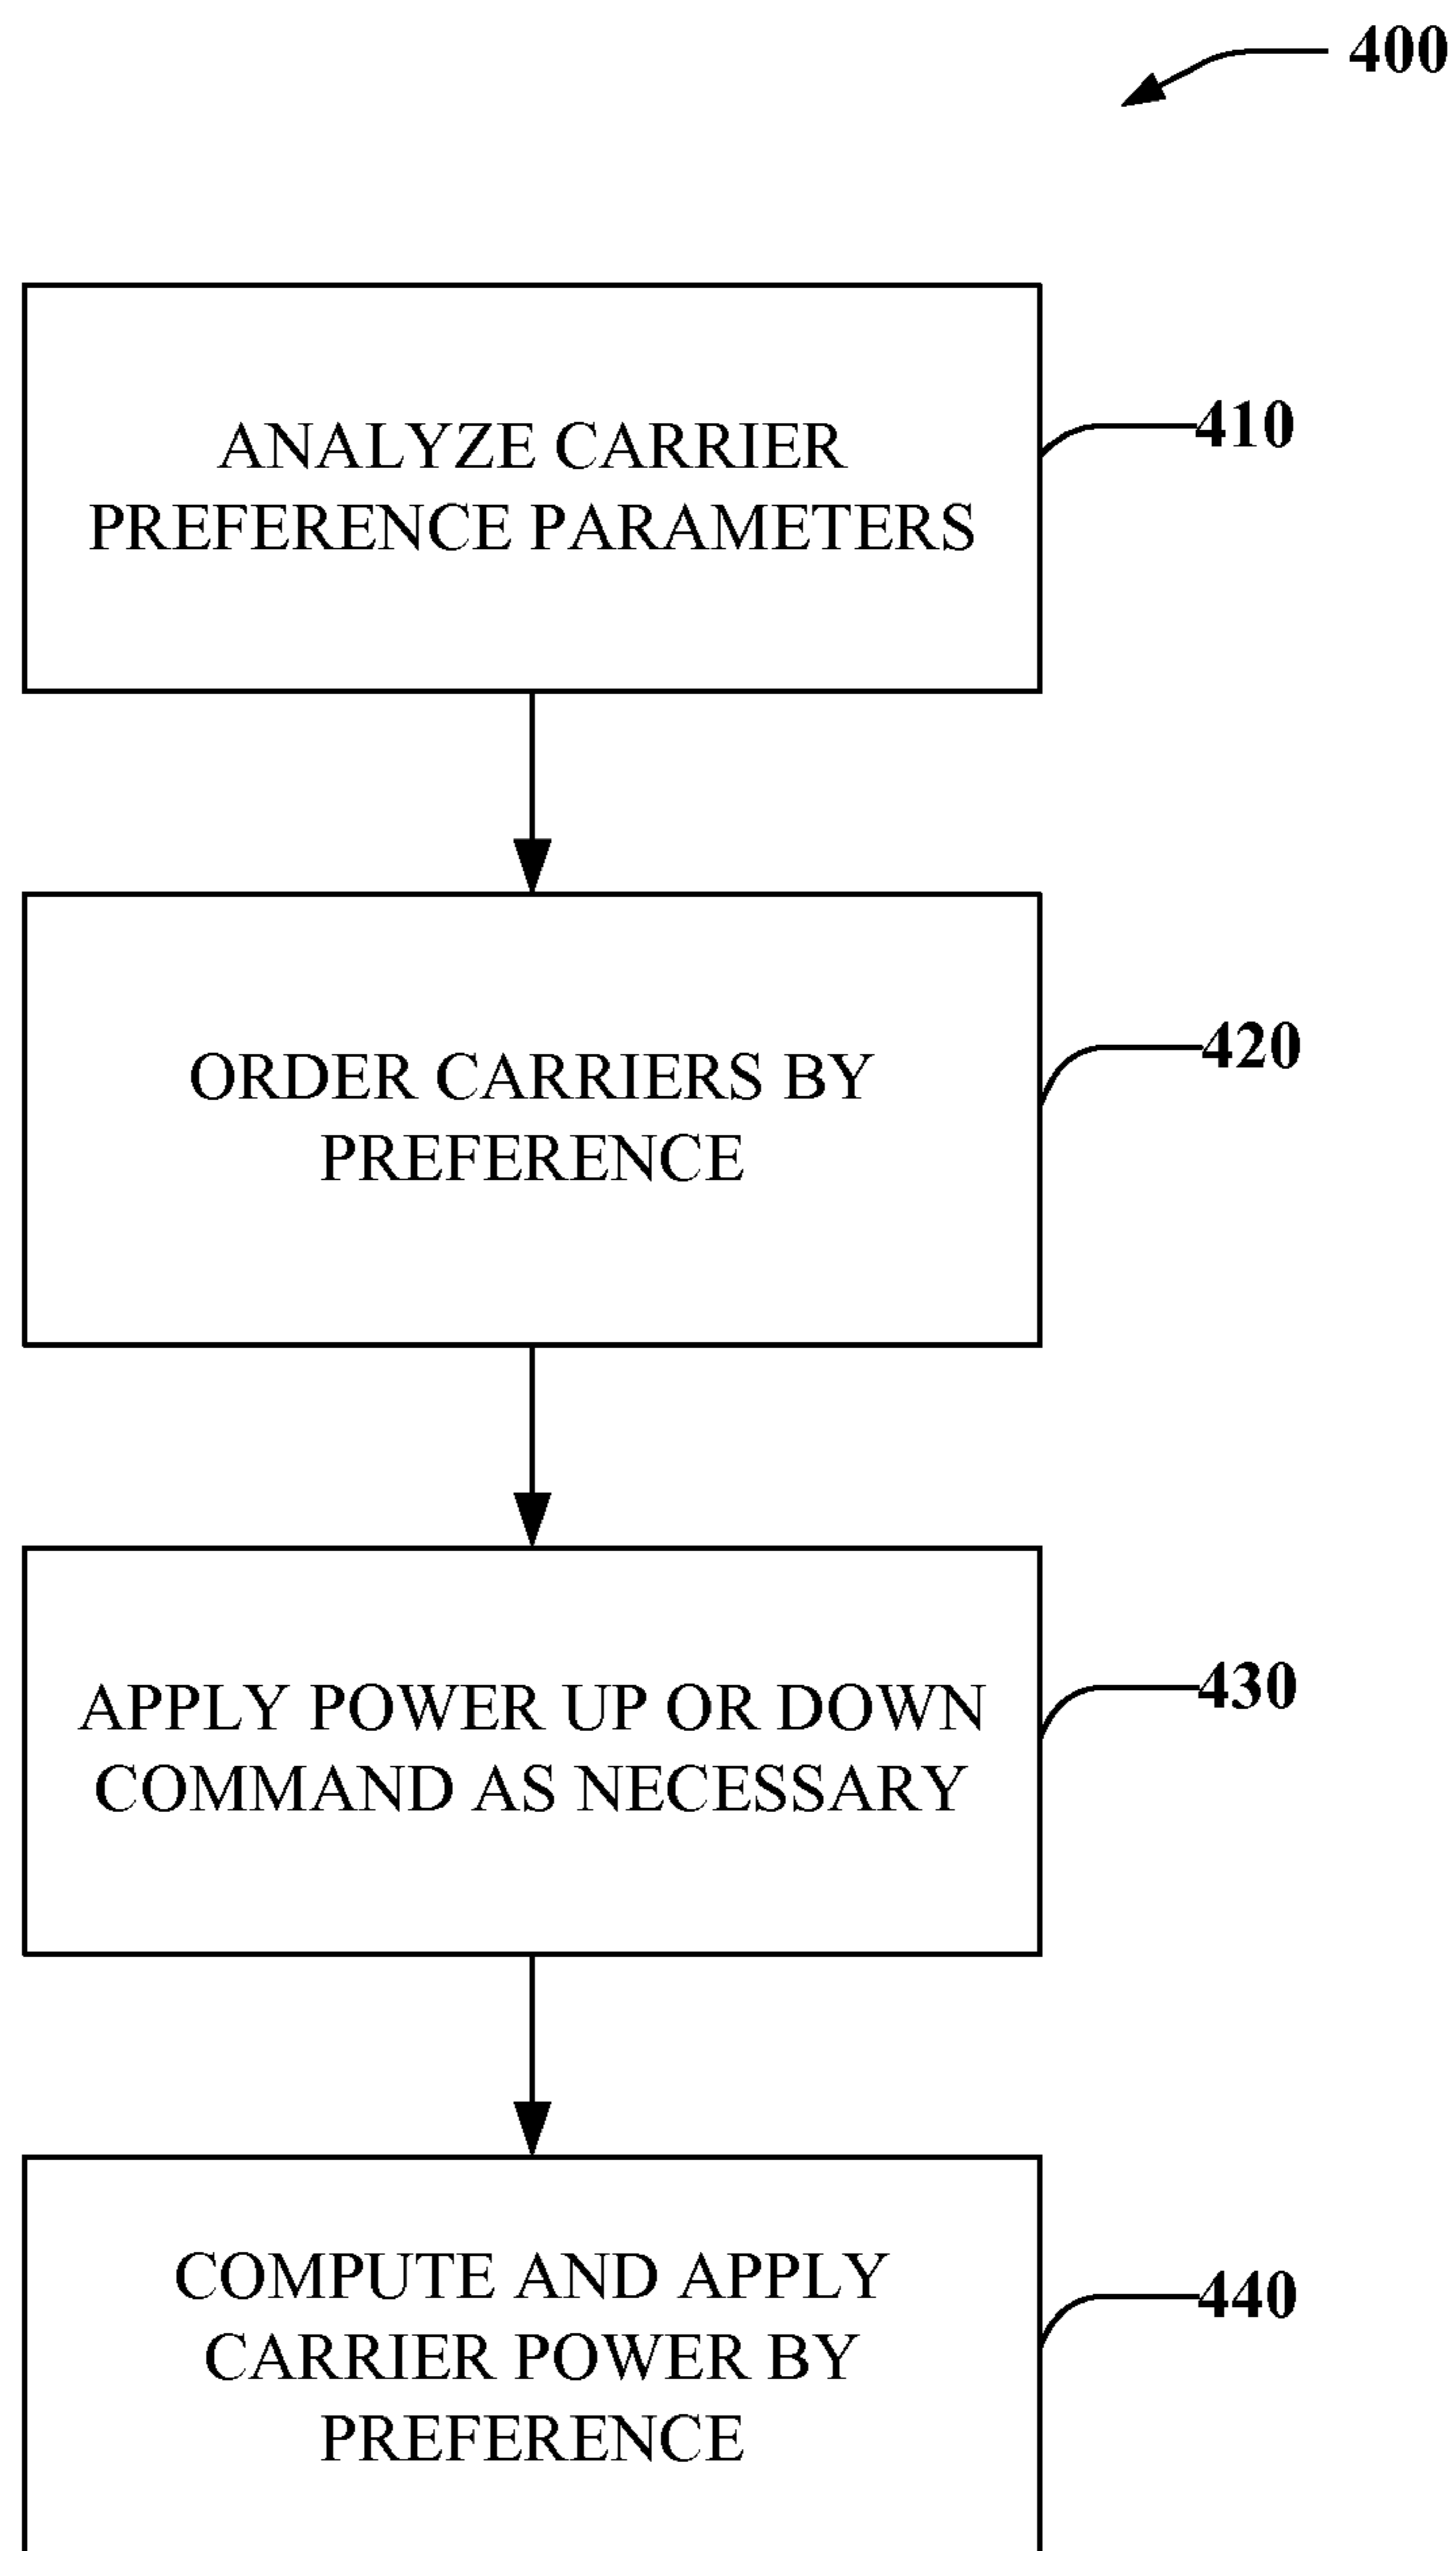 400
ANALYZE CARRIER
PREFERENCE PARAMETERS
410
ORDER CARRIERS BY
PREFERENCE
420
APPLY POWER UP OR DOWN
COMMAND AS NECESSARY
430
COMPUTE AND APPLY
CARRIER POWER BY
PREFERENCE
440